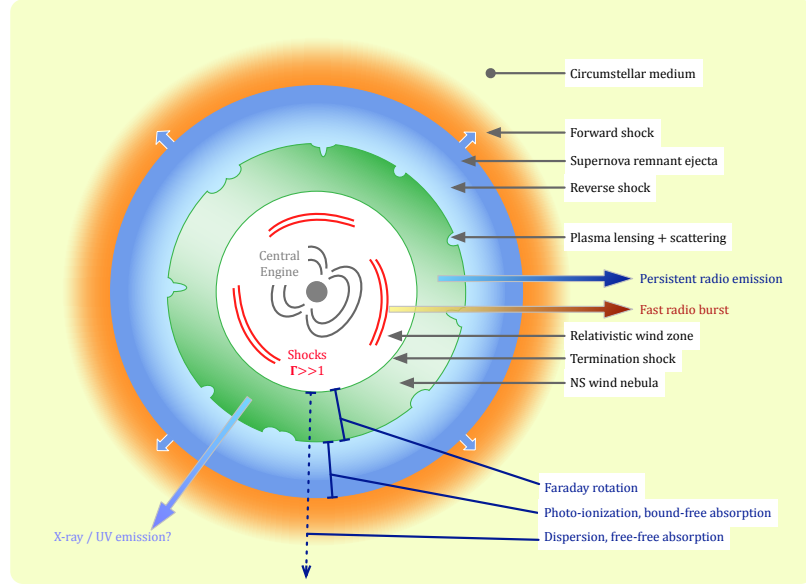 Circumstellar medium
Forward shock
Supernova remnant ejecta
Reverse shock
Plasma lensing + scattering
Central
Engine
Persistent radio emission
Fast radio burst
Relativistic wind zone
Shocks
Γ>>1
Termination shock
NS wind nebula
Faraday rotation
Photo-ionization, bound-free absorption
X-ray / UV emission?
Dispersion, free-free absorption